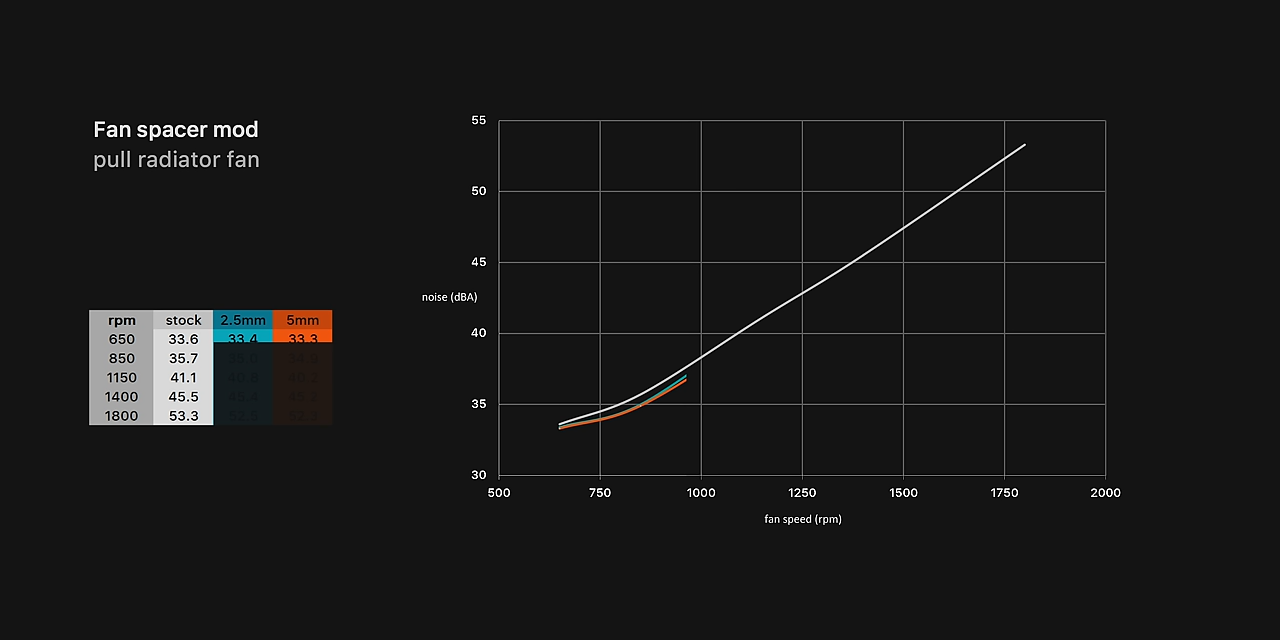 Fan spacer mod
pull radiator fan
rpm stock 2.5mm 5mm
650 33.6 33.4 33.3
850 35.7
1150 41.1
1400 45.5
1800 53.3
55
50
45
40
35
30
noise (dBA)
500 750 1000 1250 1500 1750 2000
fan speed (rpm)